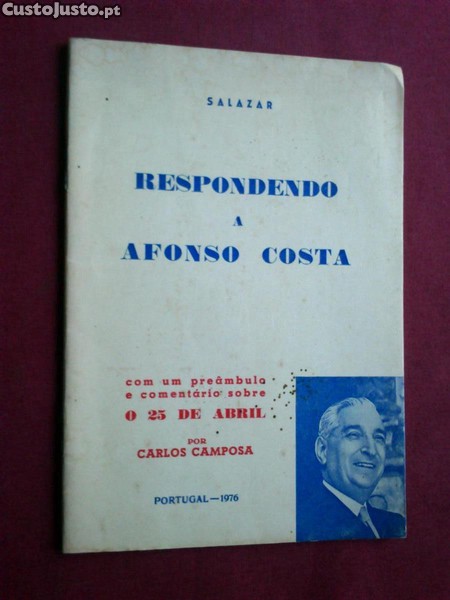 CustoJusto.pt
SALAZAR
RESPONDENDO
A
AFONSO COSTA
com um preâmbulo
e comentário sobre
O 25 DE ABRIL
POR
CARLOS CAMPOSA
PORTUGAL—1976